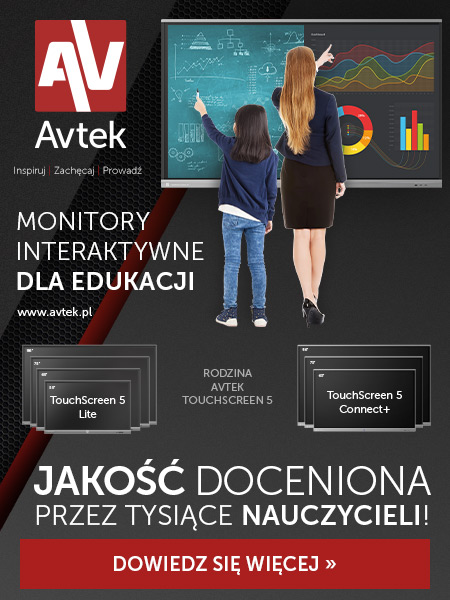 AV
Avtek
Inspiruj | Zachęcaj | Prowadź
MONITORY
INTERAKTYWNE
DLA EDUKACJI
www.avtek.pl
TouchScreen 5
Lite
RODZINA
AVTEK
TOUCHSCREEN 5
TouchScreen 5
Connect+
JAKOŚĆ DOCENIONA
PRZEZ TYSIĄCE NAUCZYCIELI!
DOWIEDZ SIĘ WIĘCEJ »